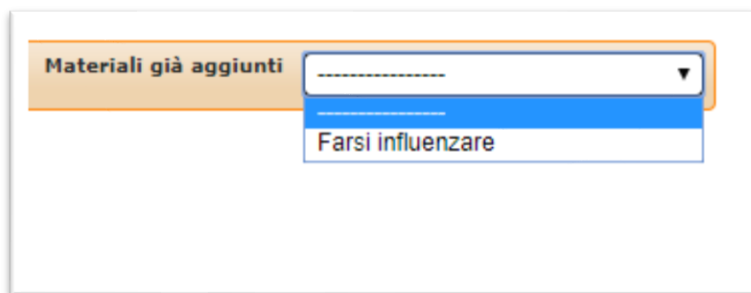 Materiali già aggiunti ----------------
----------------
Farsi influenzare